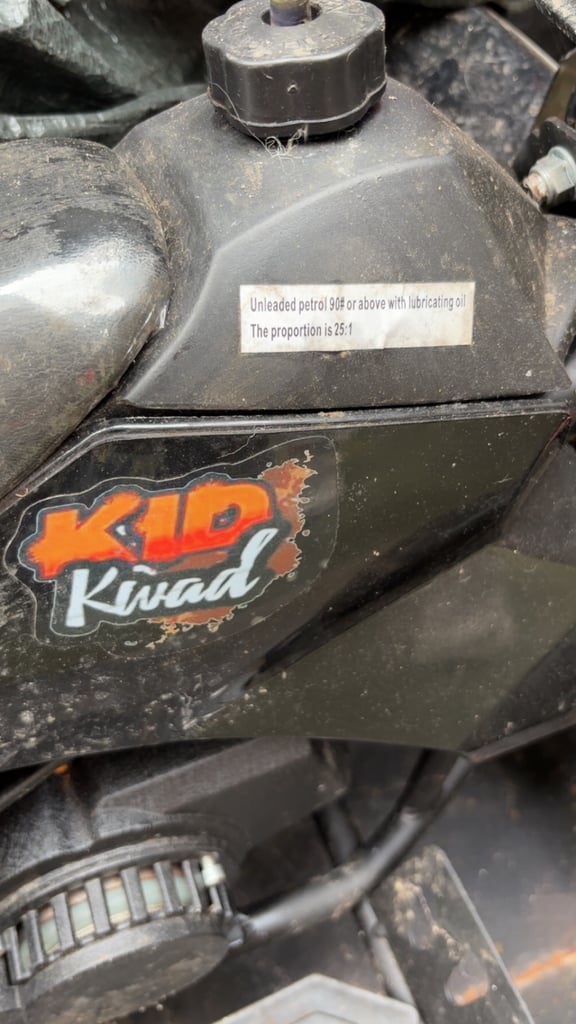 Unleaded petrol 90# or above with lubricating oil
The proportion is 25:1
KID
Kwad